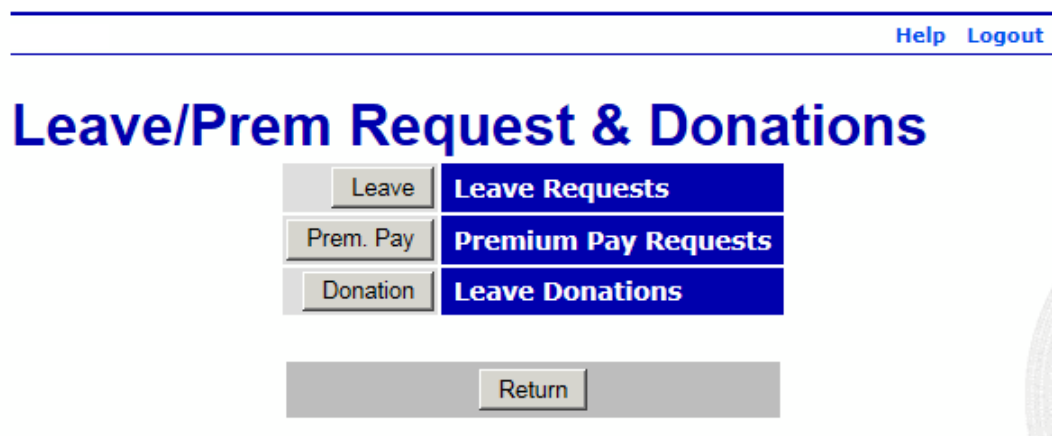 Help Logout
Leave/Prem Request & Donations
Leave Leave Requests
Prem. Pay Premium Pay Requests
Donation Leave Donations
Return